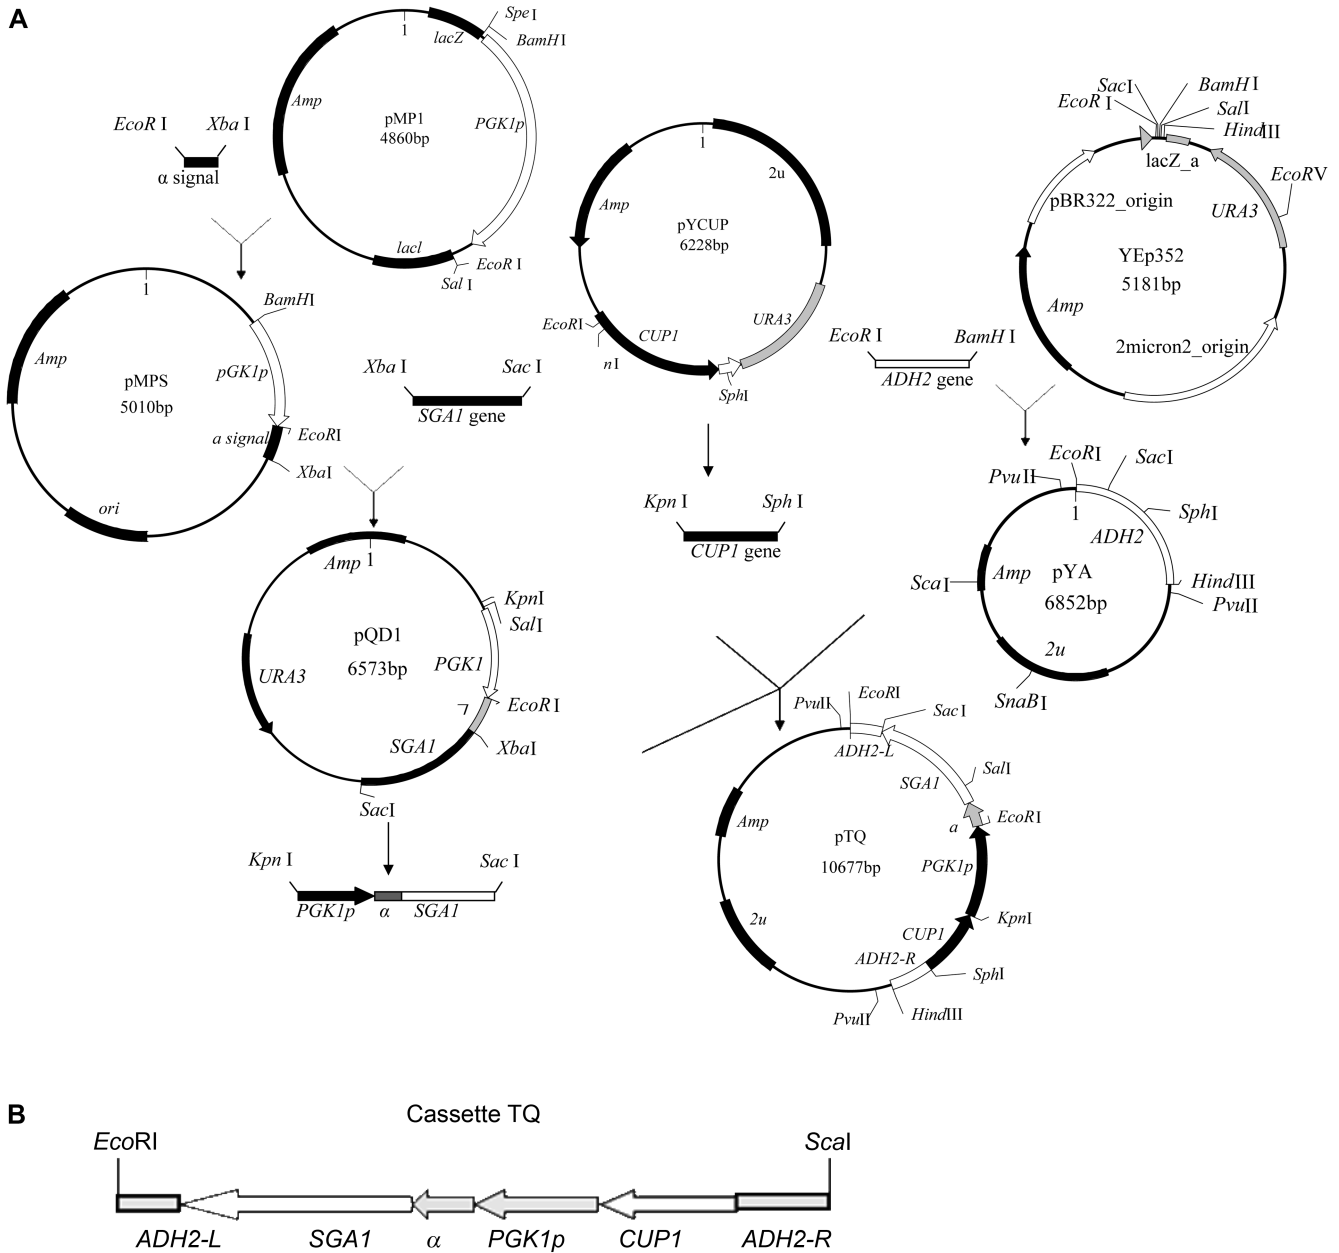 A
1
lacZ
SpeI
BamHI
Amp
pMP1
4860bp
PGK1p
lacI
EcoR I
Sal I
EcoR I
Xba I
α signal
1
2u
Amp
pYCUP
6228bp
EcoRI
nI
CUP1
URA3
SphI
SacI
EcoR I
BamH I
SalI
HindIII
lacZ_a
EcoRV
pBR322_origin
URA3
YEp352
5181bp
Amp
2micron2_origin
1
BamHI
Amp
pMPS
5010bp
pGK1p
a signal
EcoRI
XbaI
ori
Xba I
Sac I
SGA1 gene
EcoR I
BamH I
ADH2 gene
Kpn I
Sph I
CUP1 gene
EcoRI
SacI
PvuII
1
SphI
ADH2
ScaI
Amp
pYA
6852bp
HindIII
PvuII
2u
SnaBI
Amp
1
KpnI
SalI
pQD1
6573bp
URA3
PGK1
EcoR I
SGA1
XbaI
SacI
Kpn I
Sac I
PGK1p
α
SGA1
PvuII
EcoRI
Sac I
ADH2-L
SGA1
SalI
Amp
a
EcoRI
pTQ
10677bp
PGK1p
2u
KpnI
CUP1
ADH2-R
SphI
PvuII
HindIII
B
Cassette TQ
EcoRI
ScaI
ADH2-L
SGA1
α
PGK1p
CUP1
ADH2-R